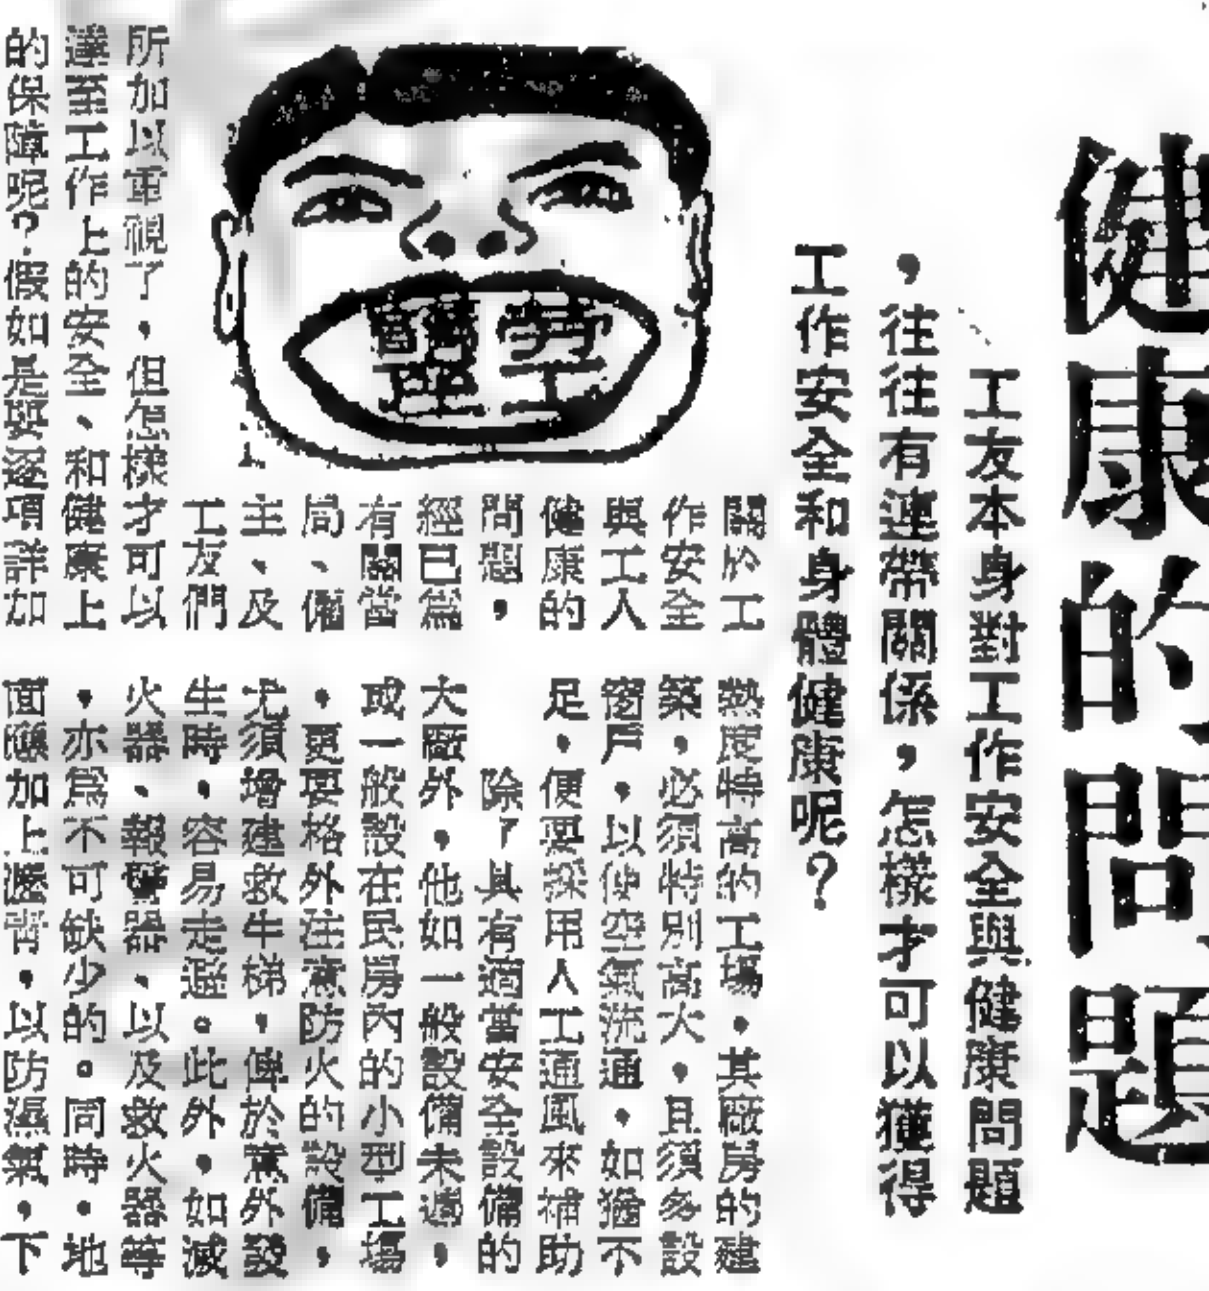 健康的問題
工友本身對工作安全與健康問題
，往往有連帶關係，怎樣才可以獲得
工作安全和身體健康呢？
勞工
關於工
作安全
與工人
健康的
問題，
經已為
有關當
局、僱
主、及
工友們
所加以重視了，但怎樣才可以
達至工作上的安全、和健康上
的保障呢？假如是要逐項詳加
熱度特高的工場，其廠房的建
築，必須特別高大，且須多設
窗戶，以使空氣流通，如猶不
足，便要採用人工通風來補助
除了具有適當安全設備的
大廠外，他如一般設備未週，
或一般設在民房內的小型工場
，更要格外注意防火的設備，
尤須增建救生梯，俾於意外發
生時，容易走避。此外，如滅
火器、報警器、以及救火器等
，亦為不可缺少的。同時，地
面應加上瀝青，以防濕氣，下